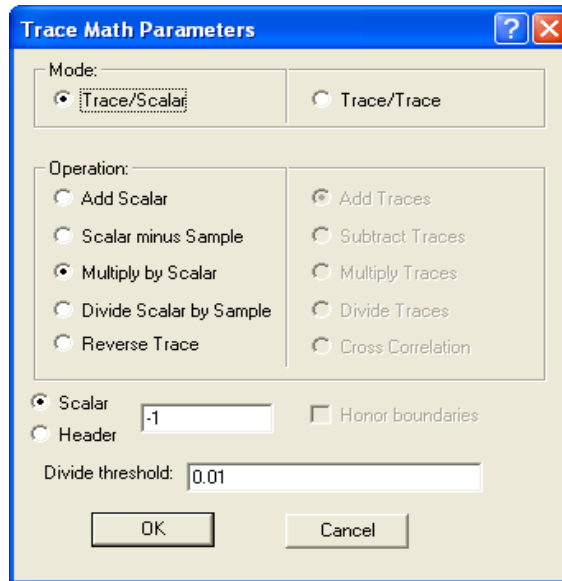 Trace Math Parameters
Mode:
Trace/Scalar
Trace/Trace
Operation:
Add Scalar
Add Traces
Scalar minus Sample
Subtract Traces
Multiply by Scalar
Multiply Traces
Divide Scalar by Sample
Divide Traces
Reverse Trace
Cross Correlation
Scalar
-1
Honor boundaries
Header
Divide threshold: 0.01
OK
Cancel